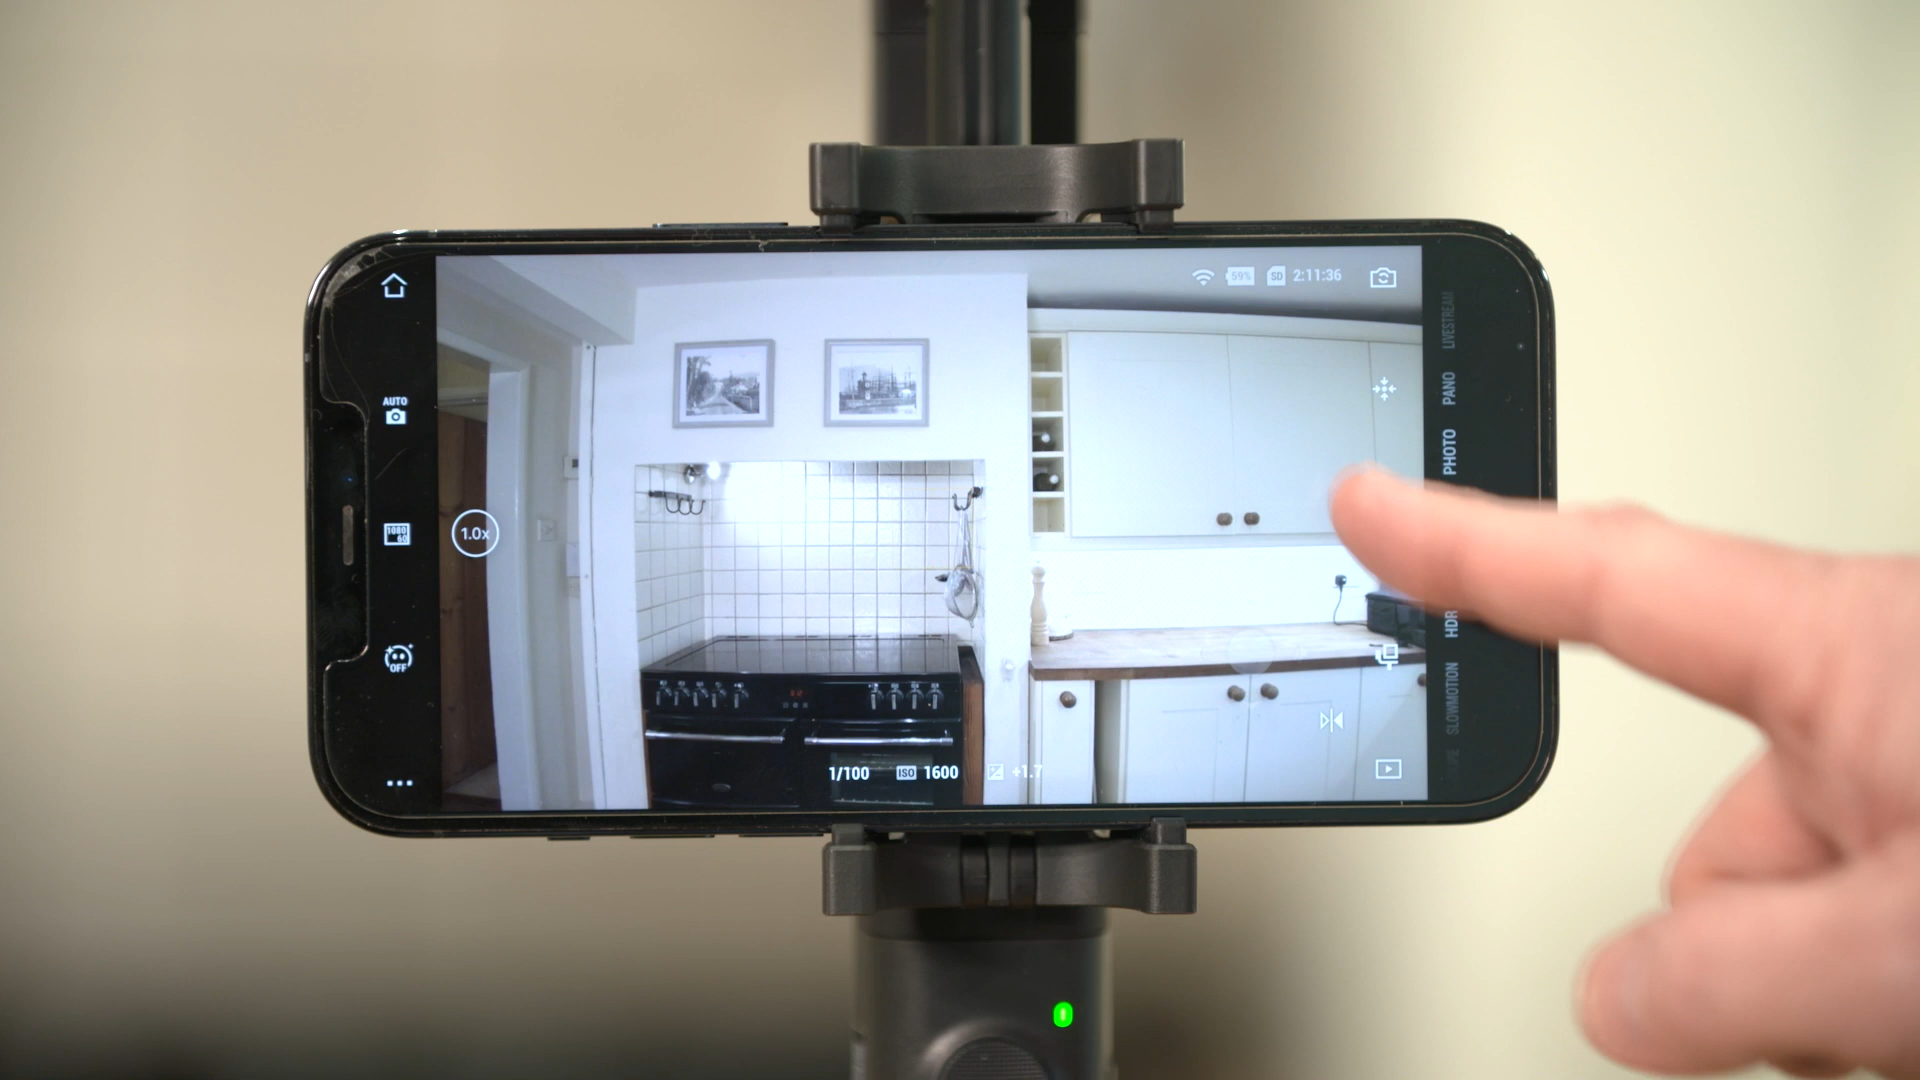 59% SD 2:11:36
AUTO
1080
60
1.0x
OFF
1/100 ISO 1600 +1.7
LIVESTREAM
PANO
PHOTO
HDR
SLOWMOTION